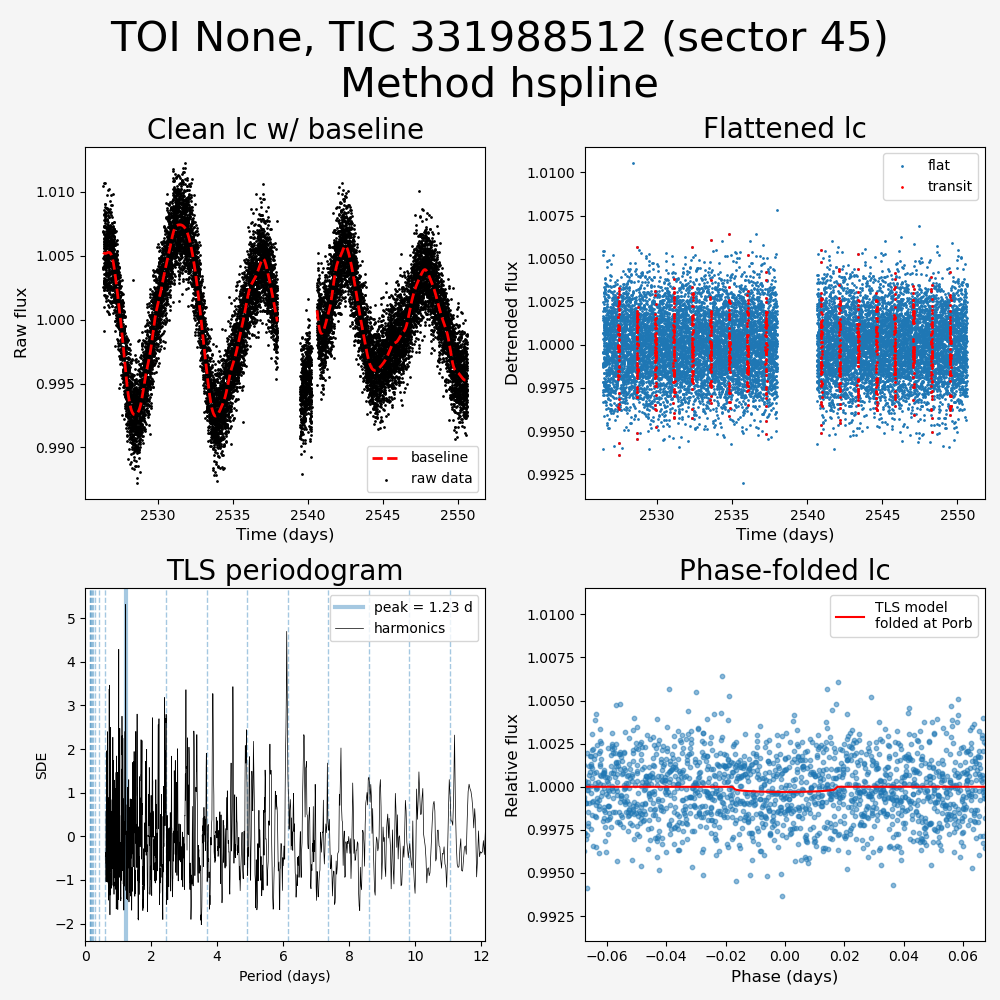 TOI None, TIC 331988512 (sector 45)
Method hspline
Clean lc w/ baseline
Raw flux
1.010
1.005
1.000
0.995
0.990
baseline
raw data
2530 2535 2540 2545 2550
Time (days)
Flattened lc
Detrended flux
1.0100
1.0075
1.0050
1.0025
1.0000
0.9975
0.9950
0.9925
flat
transit
2530 2535 2540 2545 2550
Time (days)
TLS periodogram
SDE
5
4
3
2
1
0
−1
−2
peak = 1.23 d
harmonics
0 2 4 6 8 10 12
Period (days)
Phase-folded lc
Relative flux
1.0100
1.0075
1.0050
1.0025
1.0000
0.9975
0.9950
0.9925
TLS model
folded at Porb
−0.06 −0.04 −0.02 0.00 0.02 0.04 0.06
Phase (days)